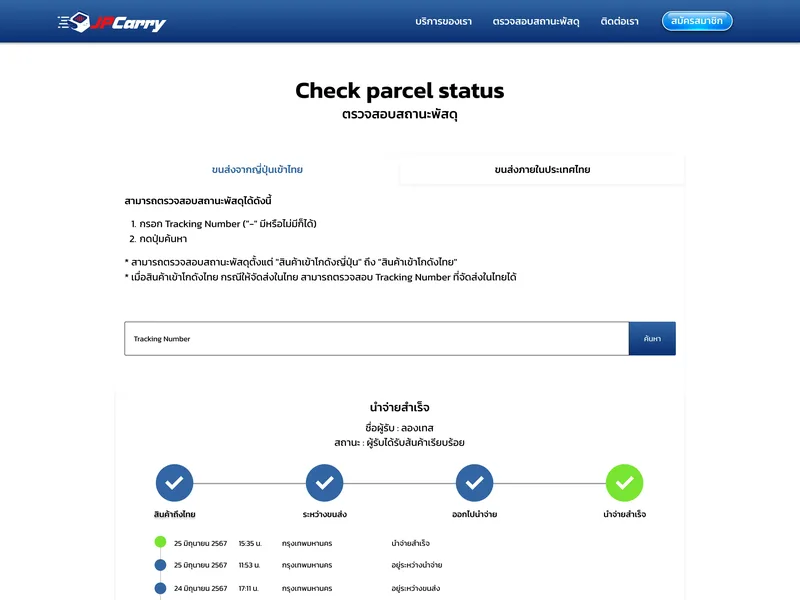 JPCarry
บริการของเรา ตรวจสอบสถานะพัสดุ ติดต่อเรา สมัครสมาชิก
Check parcel status
ตรวจสอบสถานะพัสดุ
ขนส่งจากญี่ปุ่นเข้าไทย ขนส่งภายในประเทศไทย
สามารถตรวจสอบสถานะพัสดุได้ดังนี้
1. กรอก Tracking Number ("-" มีหรือไม่มีก็ได้)
2. กดปุ่มค้นหา
* สามารถตรวจสอบสถานะพัสดุตั้งแต่ "สินค้าเข้าโกดังญี่ปุ่น" ถึง "สินค้าเข้าโกดังไทย"
* เมื่อสินค้าเข้าโกดังไทย กรณีให้จัดส่งในไทย สามารถตรวจสอบ Tracking Number ที่จัดส่งในไทยได้
Tracking Number ค้นหา
นำจ่ายสำเร็จ
ชื่อผู้รับ : ลองเทส
สถานะ : ผู้รับได้รับสินค้าเรียบร้อย
สินค้าถึงไทย ระหว่างขนส่ง ออกไปนำจ่าย นำจ่ายสำเร็จ
25 มิถุนายน 2567 15:35 น. กรุงเทพมหานคร นำจ่ายสำเร็จ
25 มิถุนายน 2567 11:53 น. กรุงเทพมหานคร อยู่ระหว่างนำจ่าย
24 มิถุนายน 2567 17:11 น. กรุงเทพมหานคร อยู่ระหว่างขนส่ง